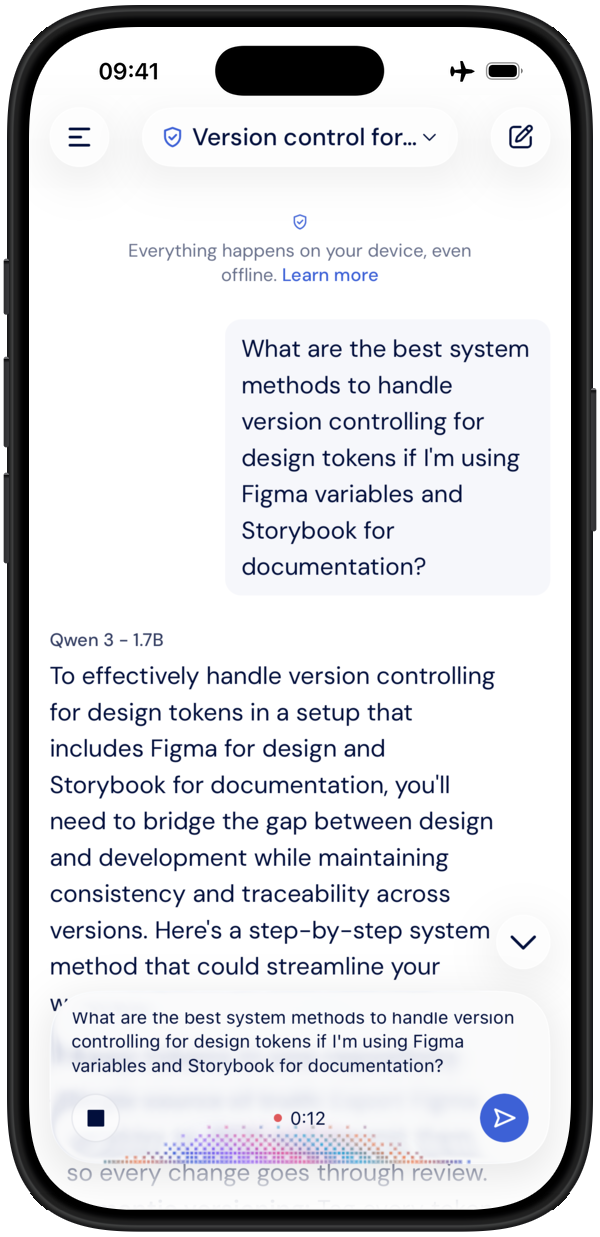 09:41
Version control for...
Everything happens on your device, even
offline. Learn more
What are the best system
methods to handle
version controlling for
design tokens if I'm using
Figma variables and
Storybook for
documentation?
Qwen 3 - 1.7B
To effectively handle version controlling
for design tokens in a setup that
includes Figma for design and
Storybook for documentation, you'll
need to bridge the gap between design
and development while maintaining
consistency and traceability across
versions. Here's a step-by-step system
method that could streamline your
What are the best system methods to handle version
controlling for design tokens if I'm using Figma
variables and Storybook for documentation?
0:12
so every change goes through review.